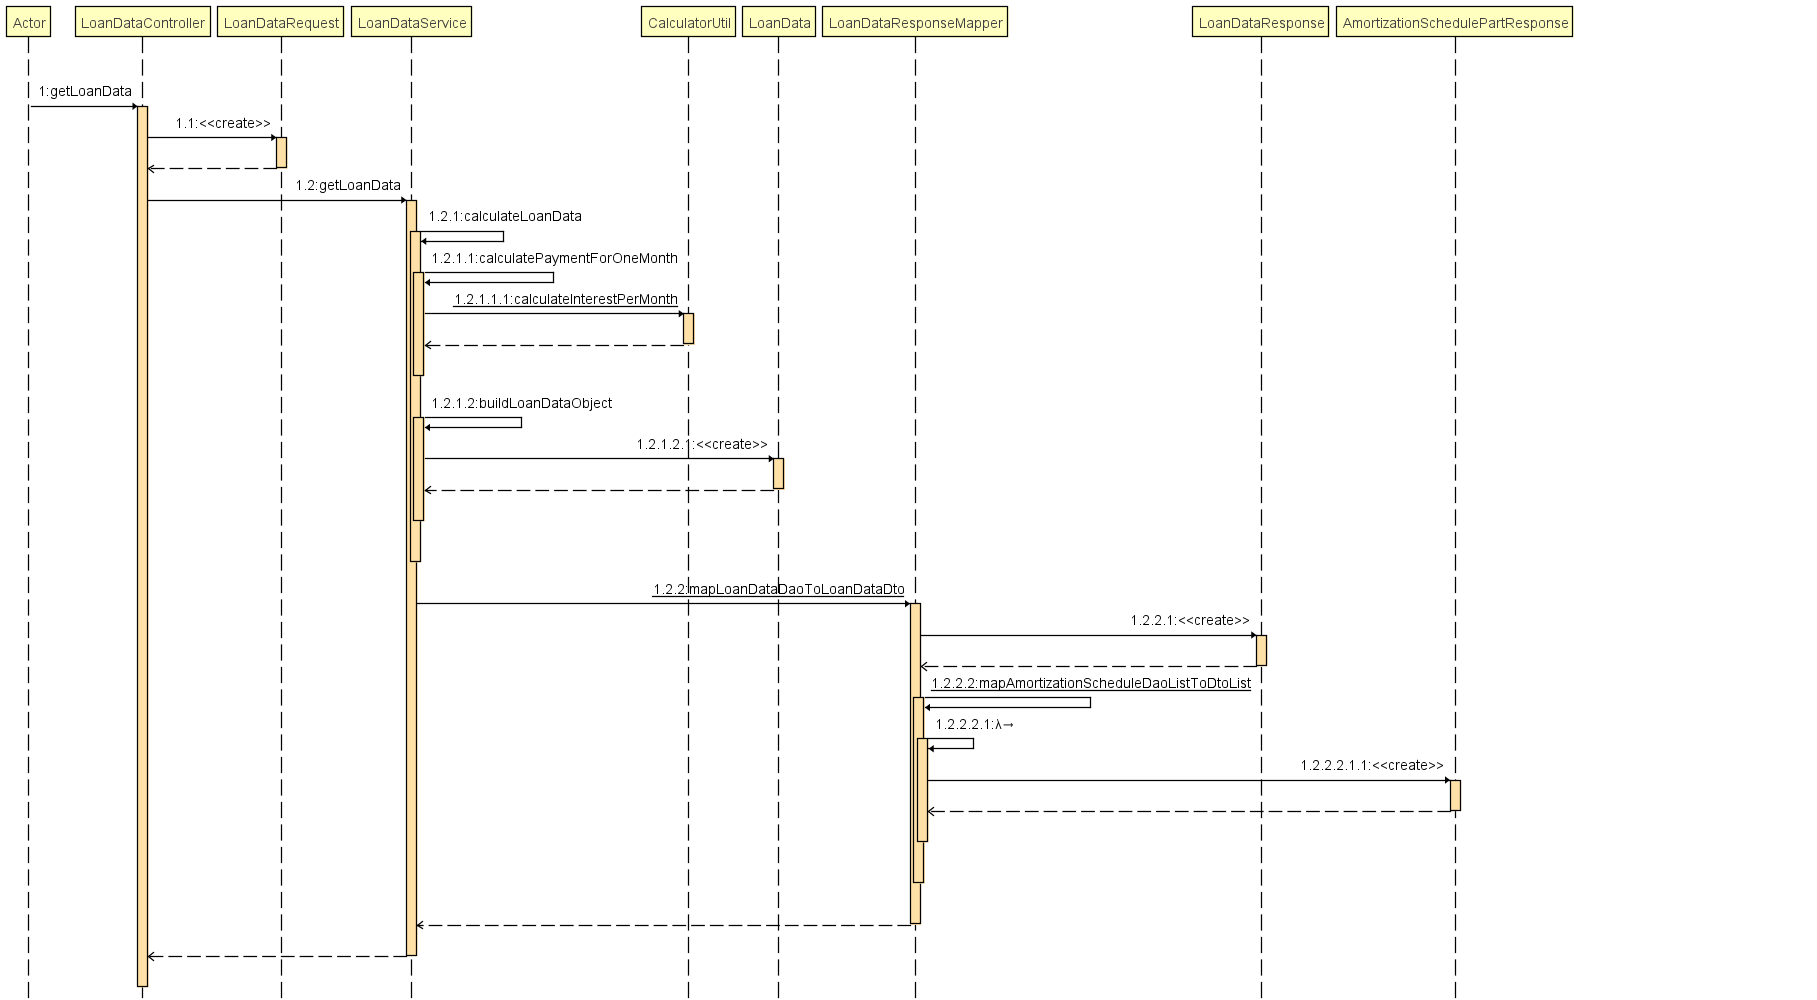 Actor
LoanDataController
LoanDataRequest
LoanDataService
CalculatorUtil
LoanData
LoanDataResponseMapper
LoanDataResponse
AmortizationSchedulePartResponse
1:getLoanData
1.1:<<create>>
1.2:getLoanData
1.2.1:calculateLoanData
1.2.1.1:calculatePaymentForOneMonth
1.2.1.1.1:calculateInterestPerMonth
1.2.1.2:buildLoanDataObject
1.2.1.2.1:<<create>>
1.2.2:mapLoanDataDaoToLoanDataDto
1.2.2.1:<<create>>
1.2.2.2:mapAmortizationScheduleDaoListToDtoList
1.2.2.2.1:λ→
1.2.2.2.1.1:<<create>>